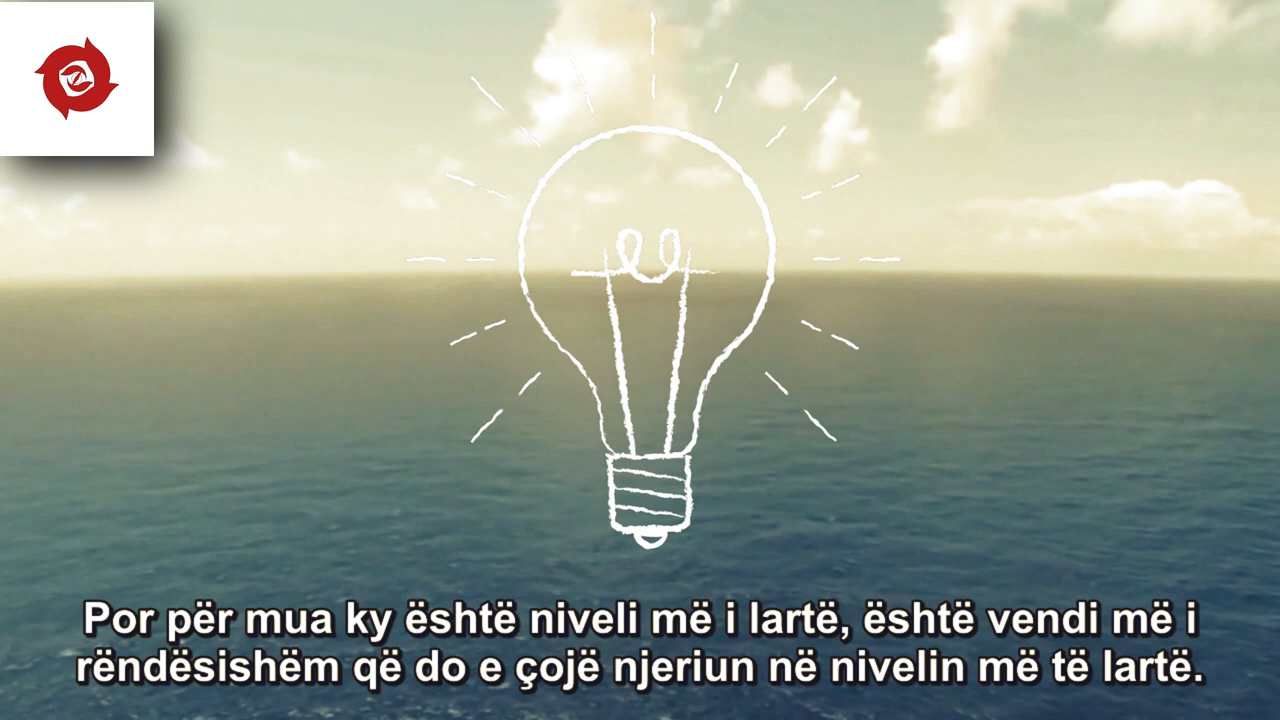 Por për mua ky është niveli më i lartë, është vendi më i
rëndësishëm që do e çojë njeriun në nivelin më të lartë.